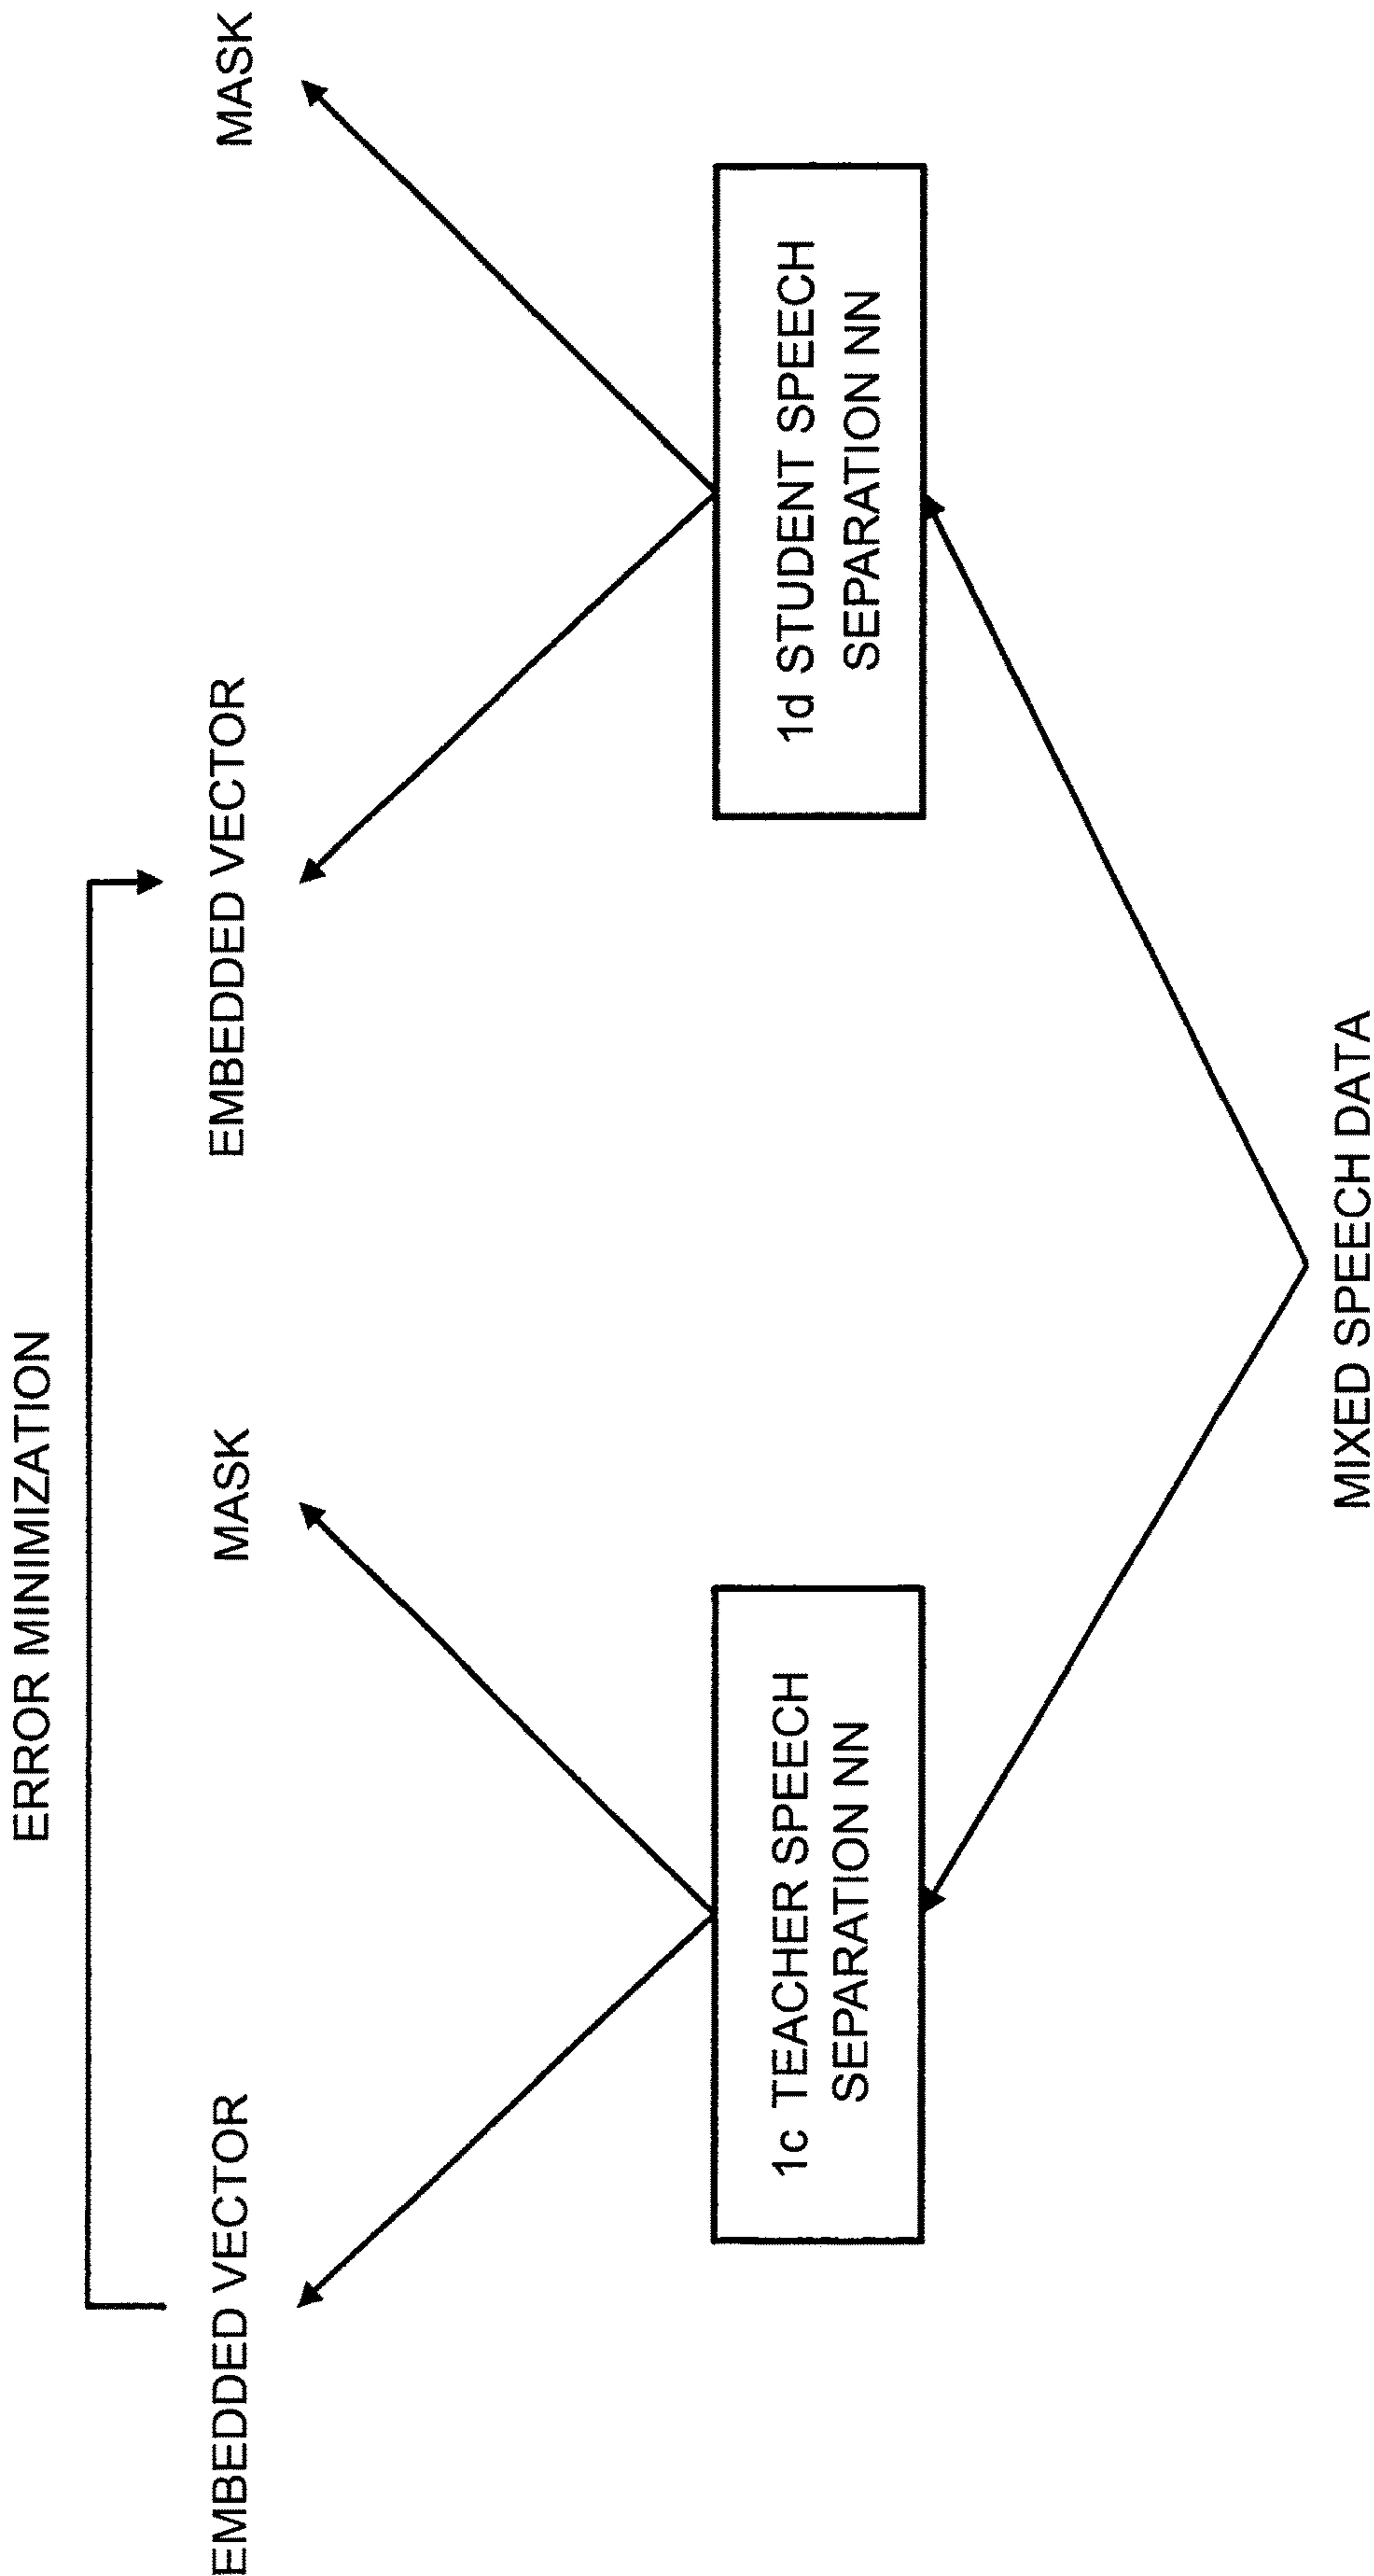 ERROR MINIMIZATION
EMBEDDED VECTOR
MASK
EMBEDDED VECTOR
MASK
1c TEACHER SPEECH
SEPARATION NN
1d STUDENT SPEECH
SEPARATION NN
MIXED SPEECH DATA